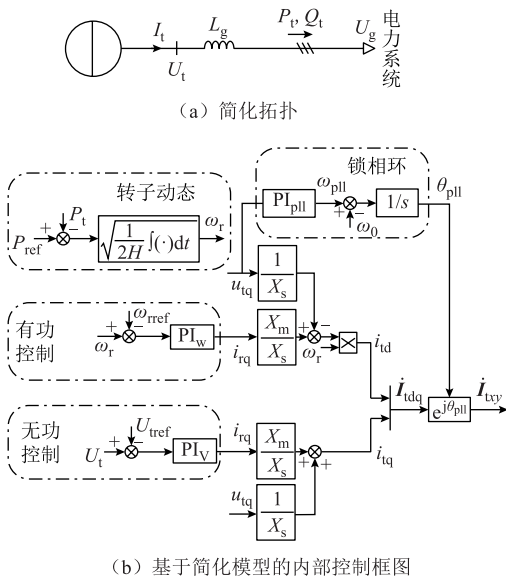 I_t
L_g
P_t, Q_t
U_g
U_t
电力系统
(a) 简化拓扑
转子动态
P_t
P_ref
+
−
√(1/2H ∫(·)dt)
ω_r
锁相环
PI_pll
ω_pll
+
−
ω_0
1/s
θ_pll
u_tq
1/X_s
有功控制
ω_rref
+
−
ω_r
PI_w
i_rq
X_m/X_s
+
−
ω_r
×
i_td
无功控制
U_tref
+
−
U_t
PI_V
i_rq
X_m/X_s
+
+
i_tq
u_tq
1/X_s
İ_tdq
e^jθ_pll
İ_txy
(b) 基于简化模型的内部控制框图